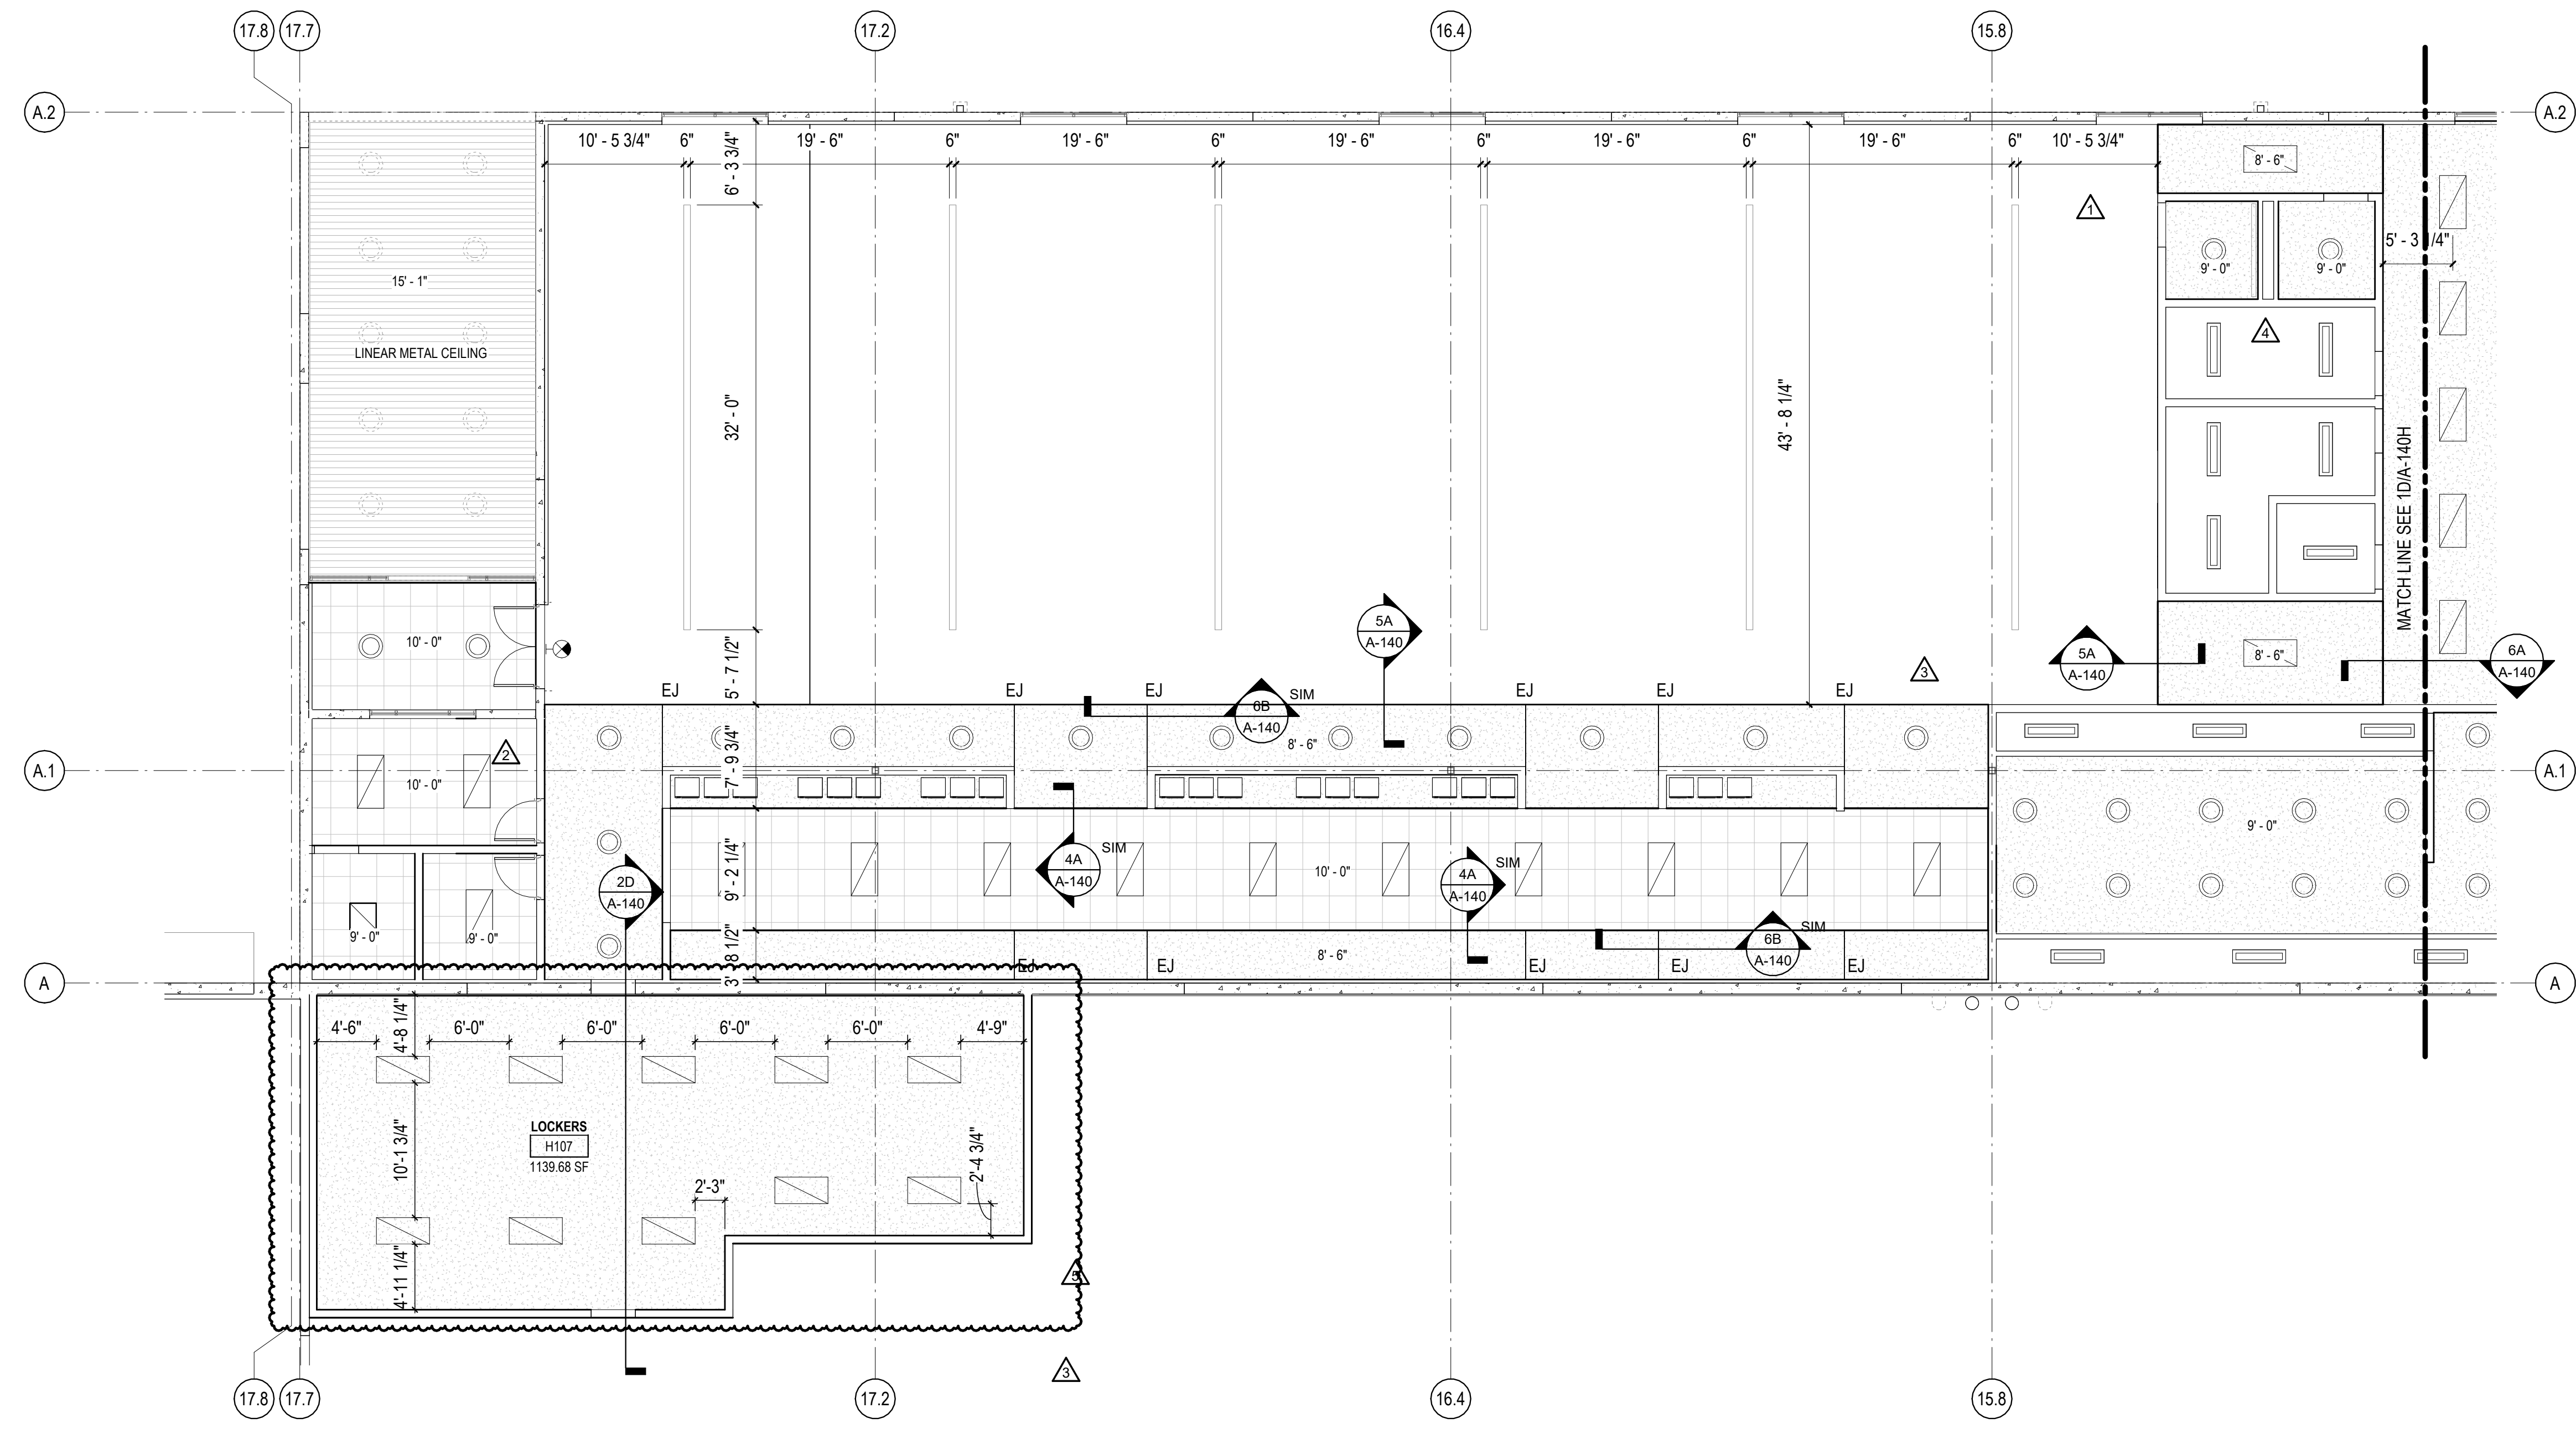 17.8 17.7 17.2 16.4 15.8
A.2 A.2
10' - 5 3/4" 6" 19' - 6" 6" 19' - 6" 6" 19' - 6" 6" 19' - 6" 6" 19' - 6" 6" 10' - 5 3/4"
6' - 3 3/4"
8' - 6"
1
5' - 3 1/4"
9' - 0" 9' - 0"
15' - 1"
4
LINEAR METAL CEILING
32' - 0"
43' - 8 1/4"
MATCH LINE SEE 1D/A-140H
5A
A-140
10' - 0"
5' - 7 1/2"
3
5A
A-140
8' - 6"
6A
A-140
EJ EJ EJ EJ EJ EJ
SIM
6B
A-140
8' - 6"
2
7' - 9 3/4"
A.1 A.1
10' - 0"
9' - 0"
4A
A-140
SIM
4A
A-140
SIM
10' - 0"
9' - 2 1/4"
2D
A-140
9' - 0" 9' - 0"
6B
A-140
SIM
3' - 8 1/2"
8' - 6"
EJ EJ EJ EJ EJ
A A
4'-6" 6'-0" 6'-0" 6'-0" 6'-0" 4'-9"
4'-8 1/4"
LOCKERS
H107
1139.68 SF
10'-1 3/4"
2'-4 3/4"
2'-3"
4'-11 1/4"
5
3
17.8 17.7 17.2 16.4 15.8